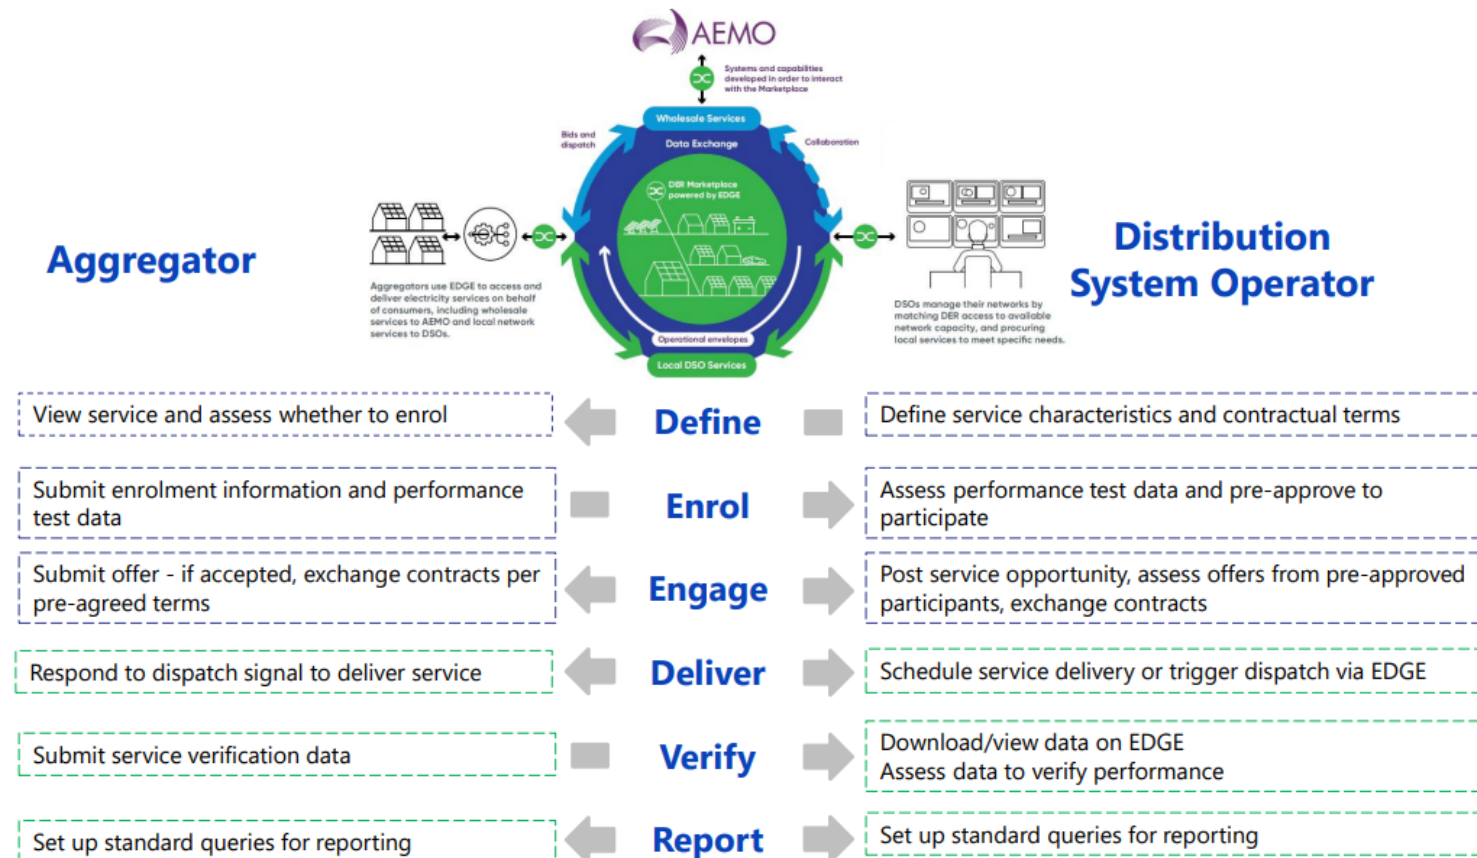 AEMO
Systems and capabilities
developed in order to interact
with the Marketplace
Wholesale Services
Bids and
dispatch
Data Exchange
Collaboration
DER Marketplace
powered by EDGE
Aggregator
Aggregators use EDGE to access and
deliver electricity services on behalf
of consumers, including wholesale
services to AEMO and local network
services to DSOs.
Distribution
System Operator
DSOs manage their networks by
matching DER access to available
network capacity, and procuring
local services to meet specific needs.
Operational envelopes
Local DSO Services
View service and assess whether to enrol
Define
Define service characteristics and contractual terms
Submit enrolment information and performance
test data
Enrol
Assess performance test data and pre-approve to
participate
Submit offer - if accepted, exchange contracts per
pre-agreed terms
Engage
Post service opportunity, assess offers from pre-approved
participants, exchange contracts
Respond to dispatch signal to deliver service
Deliver
Schedule service delivery or trigger dispatch via EDGE
Submit service verification data
Verify
Download/view data on EDGE
Assess data to verify performance
Set up standard queries for reporting
Report
Set up standard queries for reporting